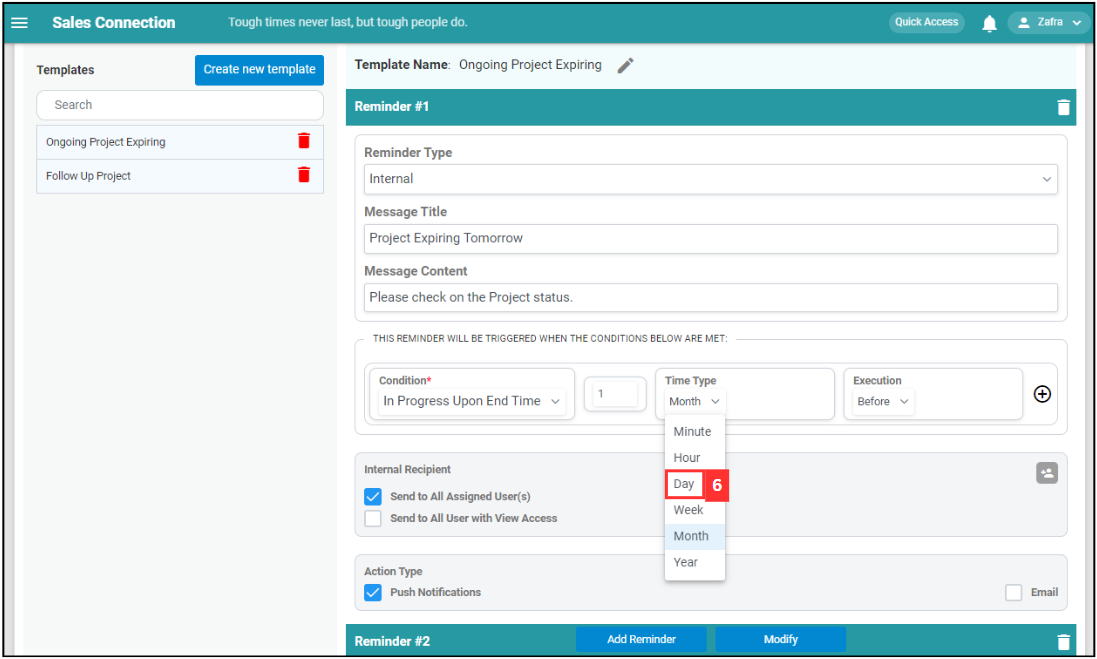 Sales Connection
Tough times never last, but tough people do.
Quick Access
Zafra
Templates
Create new template
Search
Ongoing Project Expiring
Follow Up Project
Template Name: Ongoing Project Expiring
Reminder #1
Reminder Type
Internal
Message Title
Project Expiring Tomorrow
Message Content
Please check on the Project status.
THIS REMINDER WILL BE TRIGGERED WHEN THE CONDITIONS BELOW ARE MET:
Condition*
In Progress Upon End Time
1
Time Type
Month
Execution
Before
Minute
Hour
Day 6
Week
Month
Year
Internal Recipient
Send to All Assigned User(s)
Send to All User with View Access
Action Type
Push Notifications
Email
Reminder #2
Add Reminder
Modify